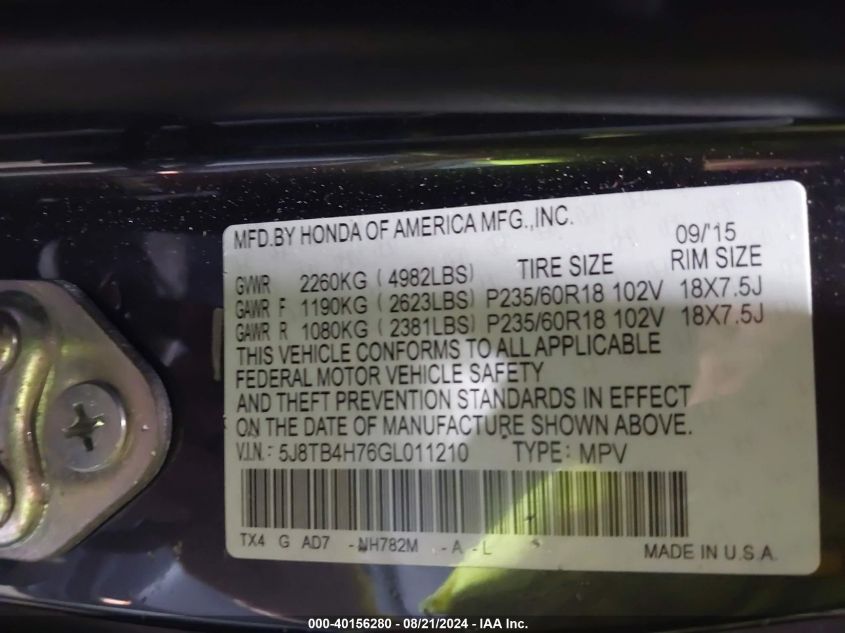 MFD.BY HONDA OF AMERICA MFG.,INC. 09/'15
GVWR 2260KG ( 4982LBS) TIRE SIZE RIM SIZE
GAWR F 1190KG ( 2623LBS) P235/60R18 102V 18X7.5J
GAWR R 1080KG ( 2381LBS) P235/60R18 102V 18X7.5J
THIS VEHICLE CONFORMS TO ALL APPLICABLE
FEDERAL MOTOR VEHICLE SAFETY
AND THEFT PREVENTION STANDARDS IN EFFECT
ON THE DATE OF MANUFACTURE SHOWN ABOVE.
V.I.N.: 5J8TB4H76GL011210 TYPE: MPV
TX4 G AD7 -NH782M -A -L MADE IN U.S.A.
000-40156280 - 08/21/2024 - IAA Inc.